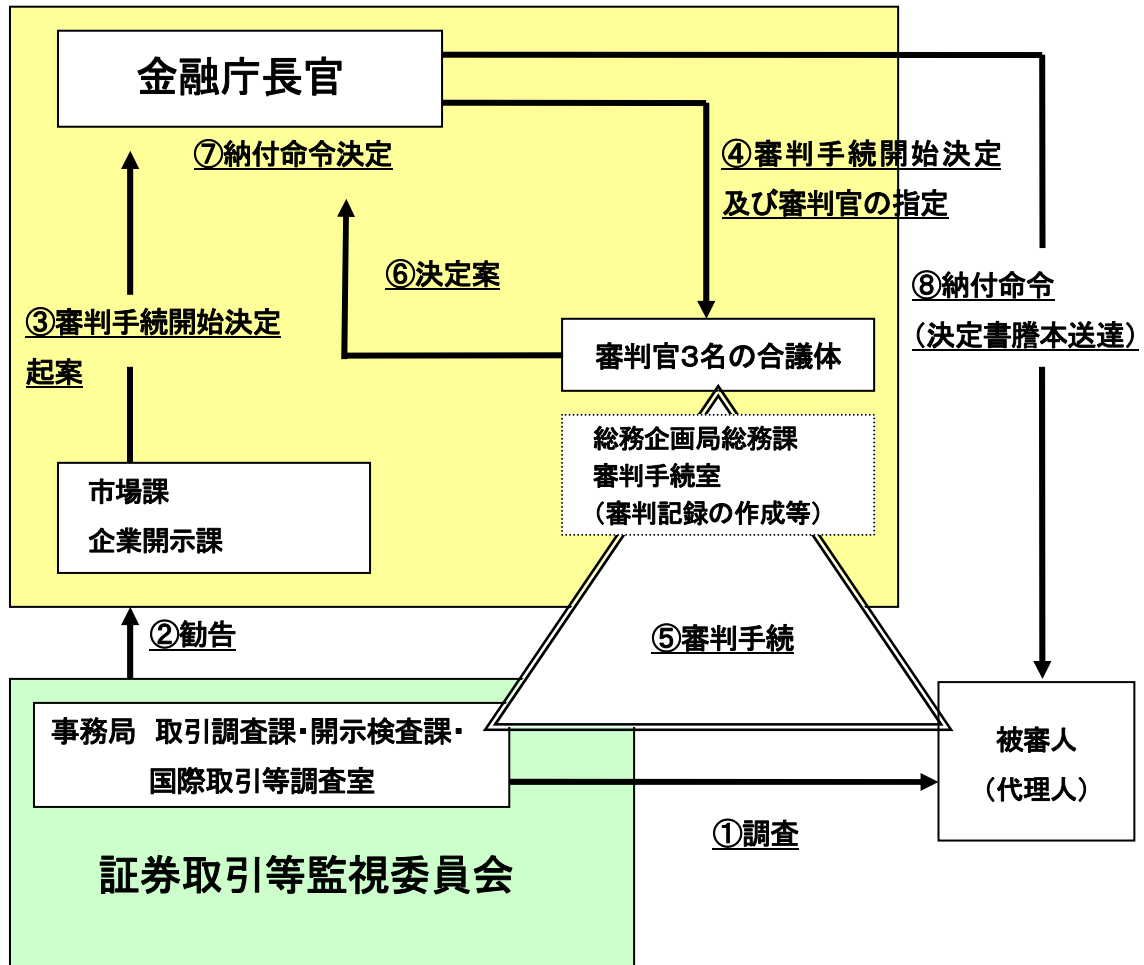 金融庁長官
⑦納付命令決定
④審判手続開始決定
及び審判官の指定
⑥決定案
⑧納付命令
（決定書謄本送達）
③審判手続開始決定
起案
審判官3名の合議体
総務企画局総務課
審判手続室
（審判記録の作成等）
市場課
企業開示課
②勧告
⑤審判手続
事務局　取引調査課・開示検査課・
国際取引等調査室
被審人
（代理人）
①調査
証券取引等監視委員会